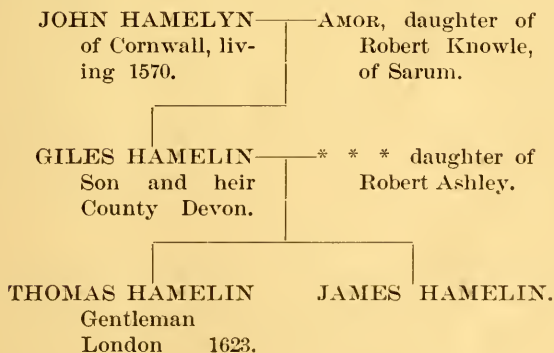 JOHN HAMELYN AMOR, daughter of
of Cornwall, liv- Robert Knowle,
ing 1570. of Sarum.
GILES HAMELIN * * * daughter of
Son and heir Robert Ashley.
County Devon.
THOMAS HAMELIN JAMES HAMELIN.
Gentleman
London 1623.